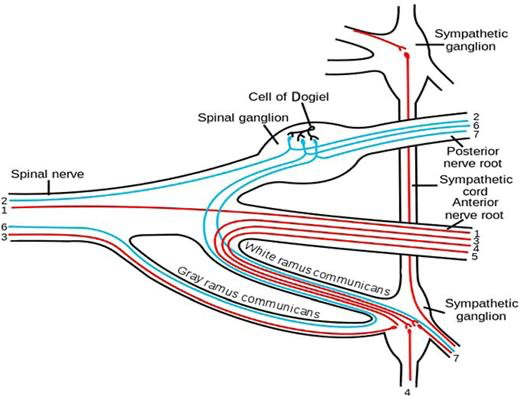 Sympathetic
ganglion
Cell of Dogiel
Spinal ganglion
2
6
7
Posterior
nerve root
Spinal nerve
Sympathetic
cord
Anterior
nerve root
2
1
6
3
1
3
4
5
White ramus communicans
Gray ramus communicans
Sympathetic
ganglion
7
4